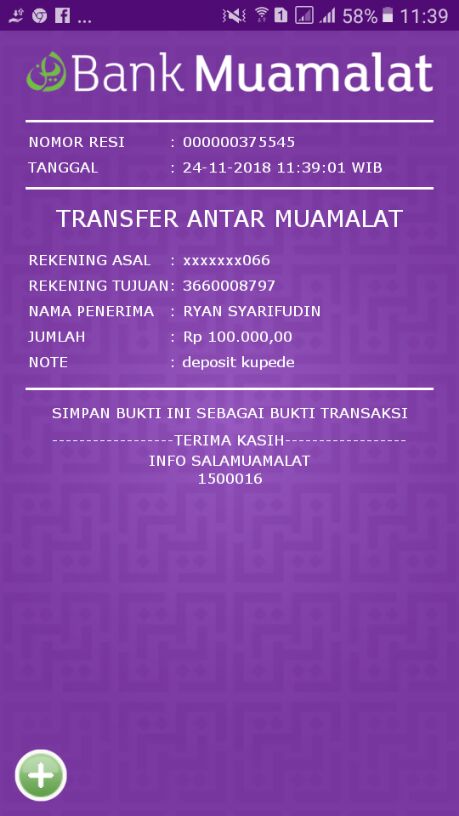 ... 1 58% 11:39
Bank Muamalat
NOMOR RESI : 000000375545
TANGGAL : 24-11-2018 11:39:01 WIB
TRANSFER ANTAR MUAMALAT
REKENING ASAL : xxxxxxx066
REKENING TUJUAN: 3660008797
NAMA PENERIMA : RYAN SYARIFUDIN
JUMLAH : Rp 100.000,00
NOTE : deposit kupede
SIMPAN BUKTI INI SEBAGAI BUKTI TRANSAKSI
------------------TERIMA KASIH------------------
INFO SALAMUAMALAT
1500016